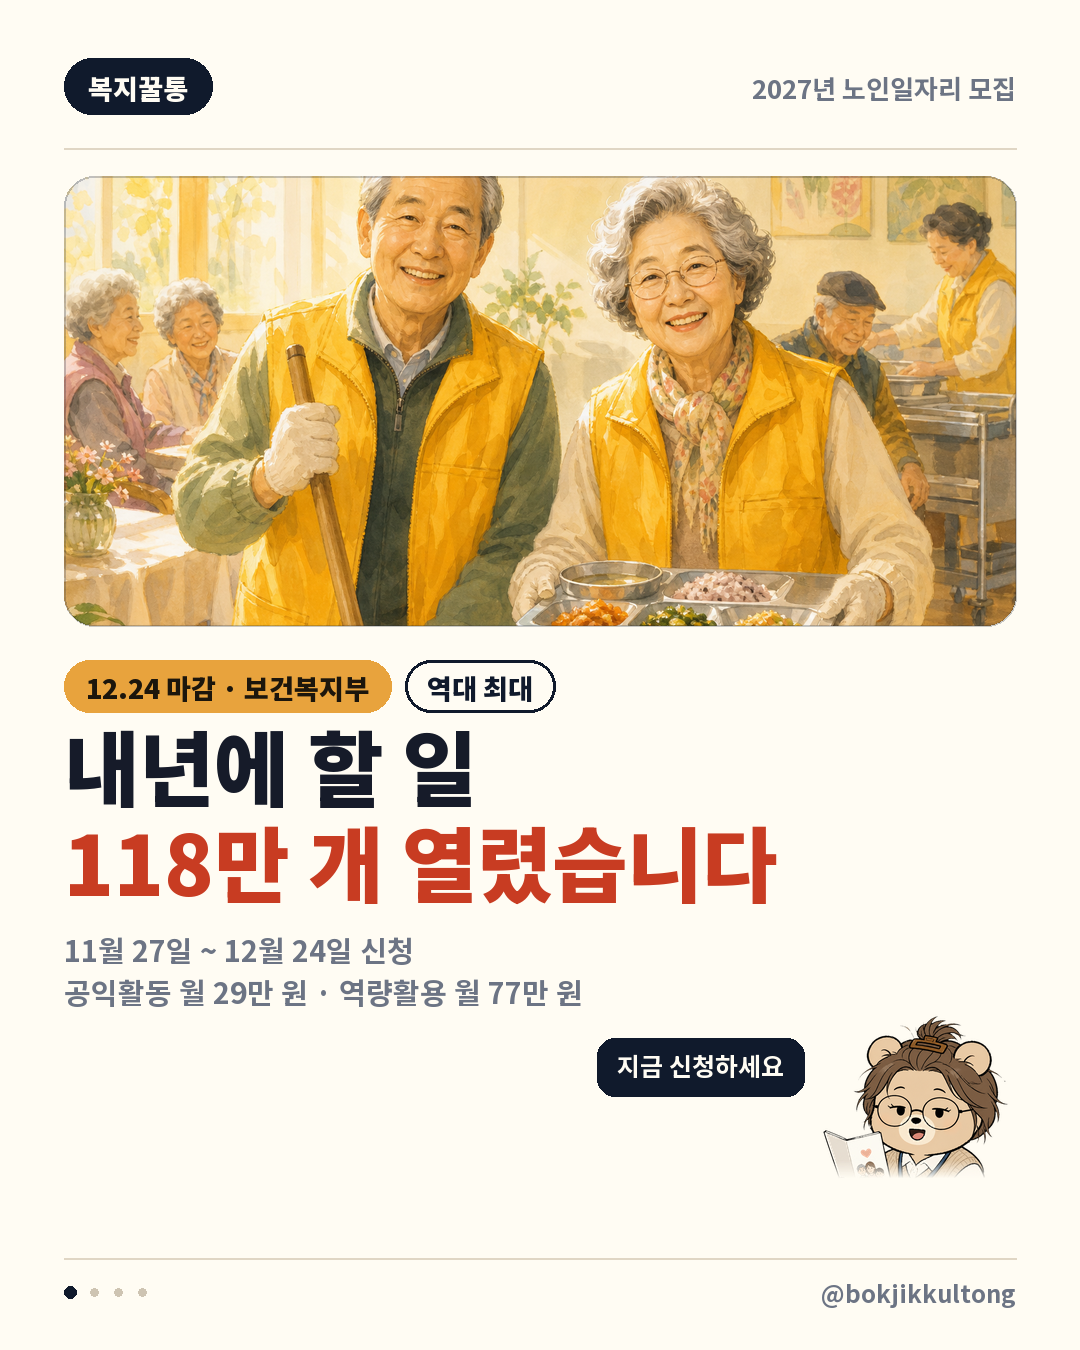 복지꿀통
2027년 노인일자리 모집
12.24 마감 · 보건복지부
역대 최대
내년에 할 일
118만 개 열렸습니다
11월 27일 ~ 12월 24일 신청
공익활동 월 29만 원 · 역량활용 월 77만 원
지금 신청하세요
@bokjikkultong